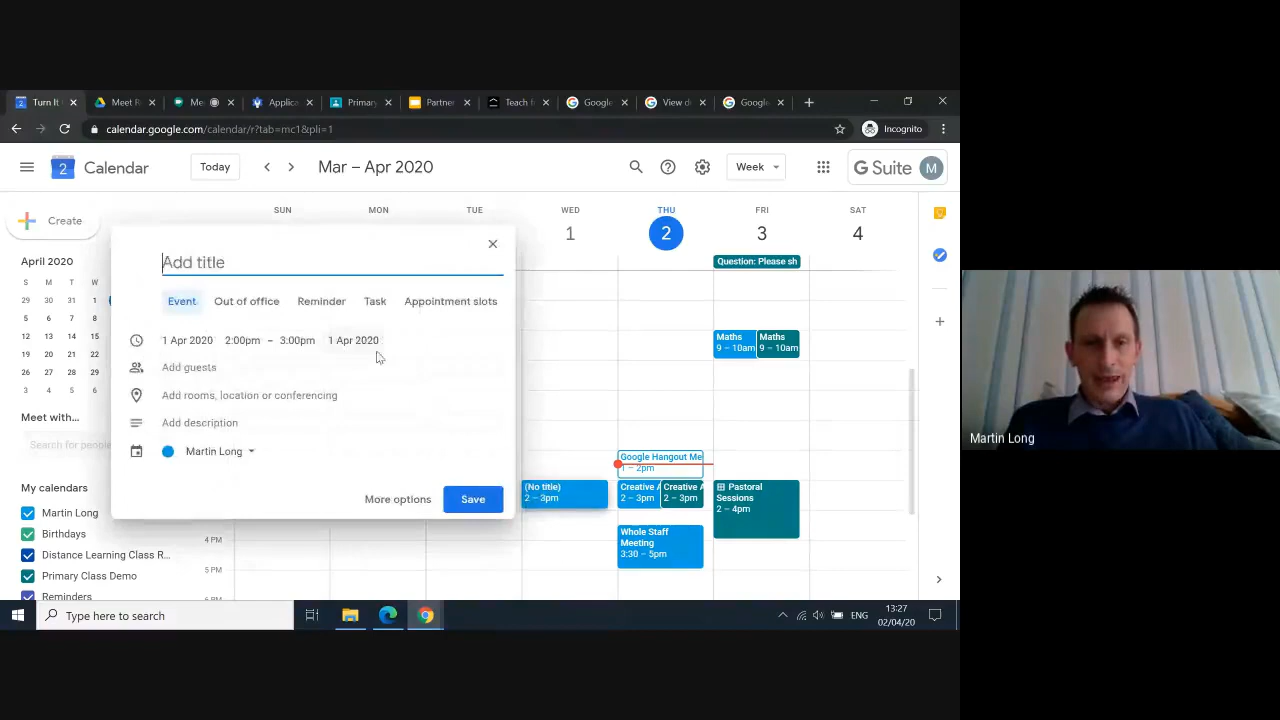 Turn It
Meet R
Me
Applica
Primary
Partner
Teach f
Google
View d
Google
calendar.google.com/calendar/r?tab=mc1&pli=1
Incognito
2
Calendar
Today
Mar – Apr 2020
Week
G Suite
M
Create
SUN
MON
TUE
WED
THU
FRI
SAT
1
2
3
4
April 2020
S
M
T
W
29
30
31
1
5
6
7
8
12
13
14
15
19
20
21
22
26
27
28
29
3
4
5
6
Meet with...
Search for people
My calendars
Martin Long
Birthdays
Distance Learning Class R...
Primary Class Demo
Reminders
Add title
Event
Out of office
Reminder
Task
Appointment slots
1 Apr 2020
2:00pm
–
3:00pm
1 Apr 2020
Add guests
Add rooms, location or conferencing
Add description
Martin Long
More options
Save
4 PM
5 PM
Question: Please sh
Maths
9 – 10am
Maths
9 – 10am
Google Hangout Me
1 – 2pm
(No title)
2 – 3pm
Creative A
2 – 3pm
Creative A
2 – 3pm
Pastoral
Sessions
2 – 4pm
Whole Staff
Meeting
3:30 – 5pm
Type here to search
ENG
13:27
02/04/20
Martin Long